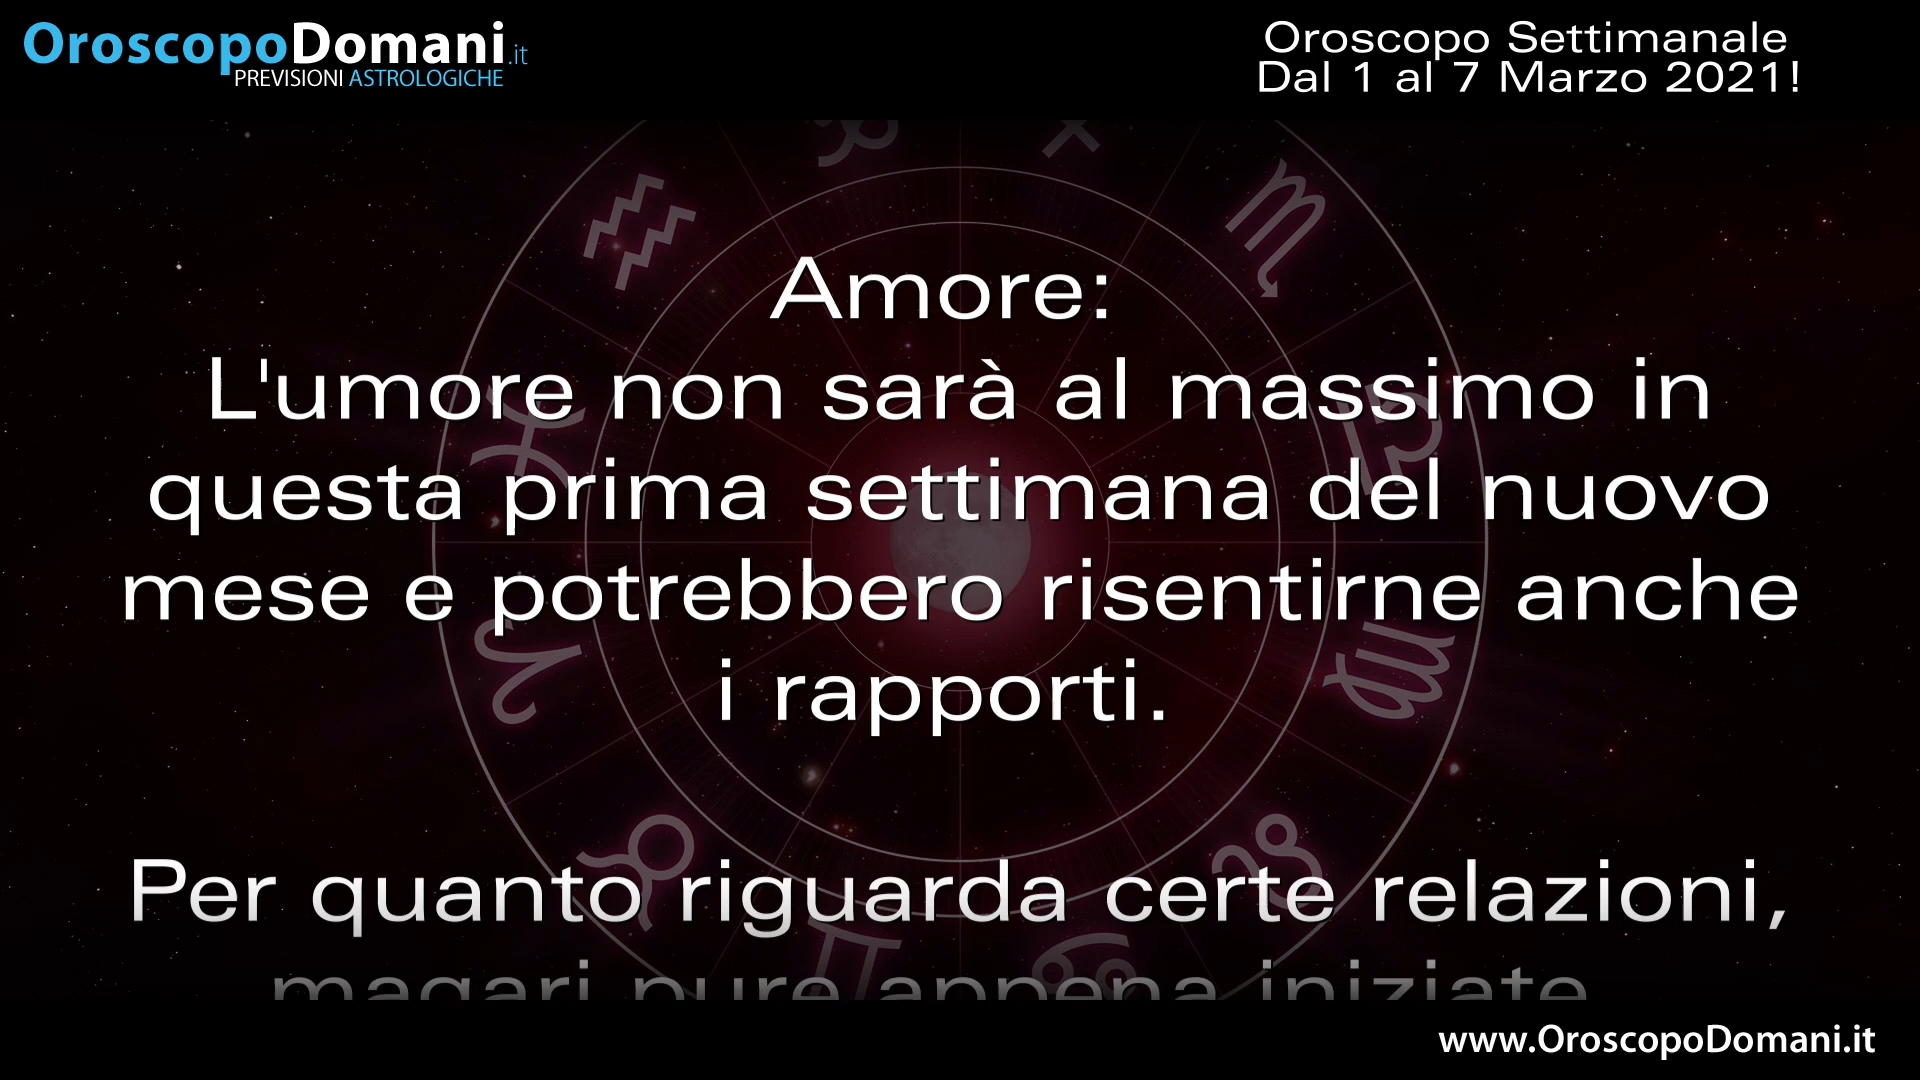 OroscopoDomani.it
PREVISIONI ASTROLOGICHE
Oroscopo Settimanale
Dal 1 al 7 Marzo 2021!
Amore:
L'umore non sarà al massimo in
questa prima settimana del nuovo
mese e potrebbero risentirne anche
i rapporti.
Per quanto riguarda certe relazioni,
magari pure appena iniziate
www.OroscopoDomani.it